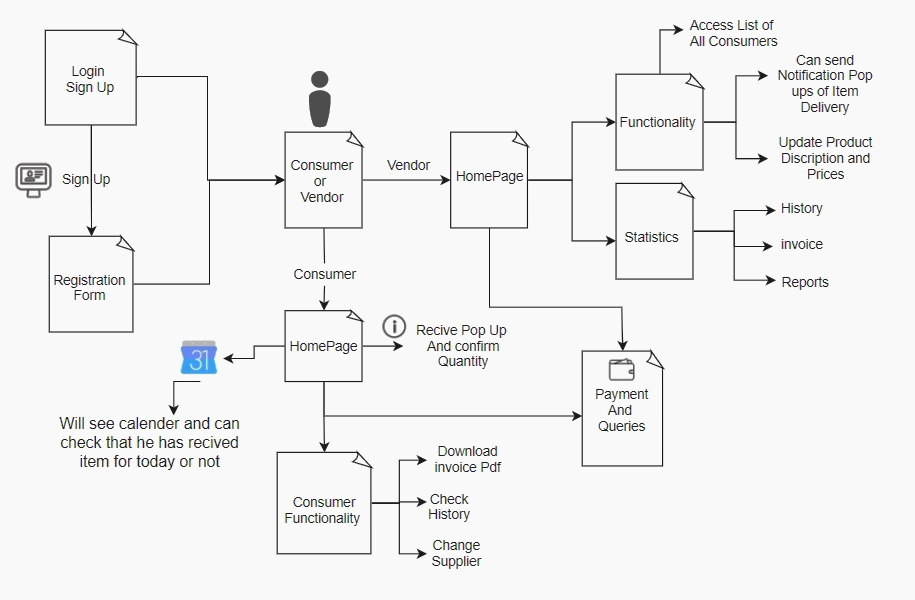 Login
Sign Up
Sign Up
Registration
Form
Consumer
or
Vendor
Vendor
HomePage
Functionality
Access List of
All Consumers
Can send
Notification Pop
ups of Item
Delivery
Update Product
Discription and
Prices
Statistics
History
invoice
Reports
Consumer
HomePage
Recive Pop Up
And confirm
Quantity
31
Will see calender and can
check that he has recived
item for today or not
Payment
And
Queries
Consumer
Functionality
Download
invoice Pdf
Check
History
Change
Supplier